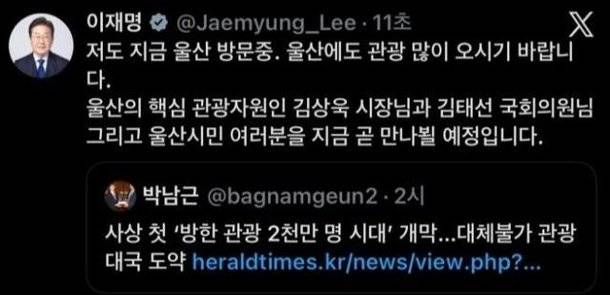 이재명 @Jaemyung_Lee · 11초
저도 지금 울산 방문중. 울산에도 관광 많이 오시기 바랍니
다.
울산의 핵심 관광자원인 김상욱 시장님과 김태선 국회의원님
그리고 울산시민 여러분을 지금 곧 만나뵐 예정입니다.
박남근 @bagnamgeun2 · 2시
사상 첫 ‘방한 관광 2천만 명 시대’ 개막...대체불가 관광
대국 도약 heraldtimes.kr/news/view.php?...